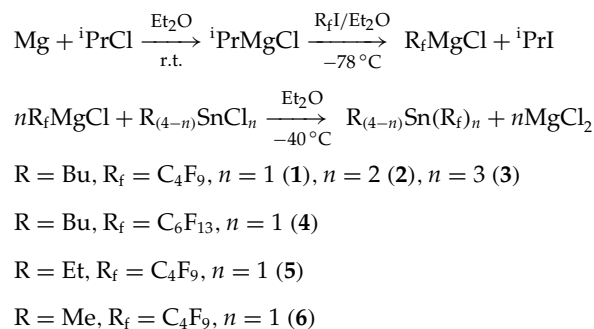 Mg + ⁱPrCl →[Et₂O / r.t.] ⁱPrMgCl →[R_fI/Et₂O / −78 °C] R_fMgCl + ⁱPrI
nR_fMgCl + R₍₄₋ₙ₎SnClₙ →[Et₂O / −40 °C] R₍₄₋ₙ₎Sn(R_f)ₙ + nMgCl₂
R = Bu, R_f = C₄F₉, n = 1 (1), n = 2 (2), n = 3 (3)
R = Bu, R_f = C₆F₁₃, n = 1 (4)
R = Et, R_f = C₄F₉, n = 1 (5)
R = Me, R_f = C₄F₉, n = 1 (6)